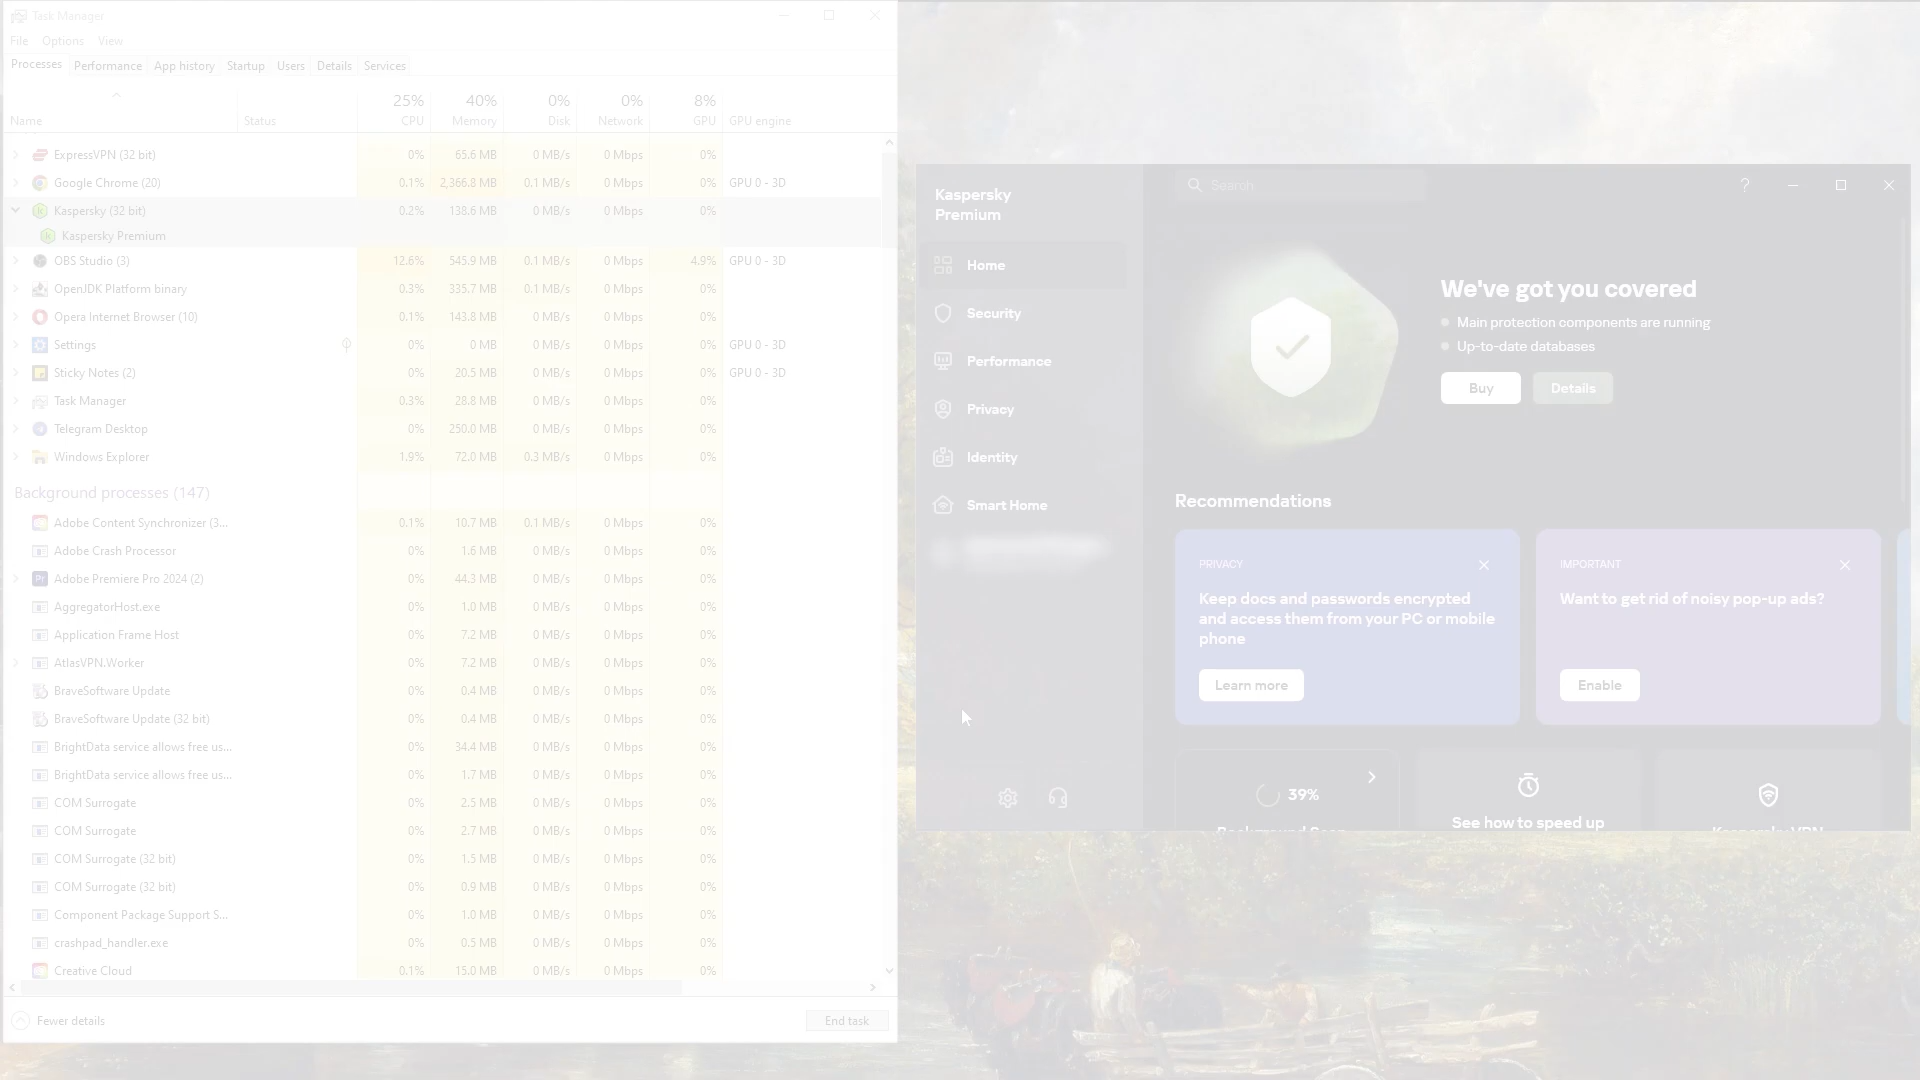 Task Manager
File Options View
Processes Performance App history Startup Users Details Services
25% 40% 0% 0% 8%
Name Status CPU Memory Disk Network GPU GPU engine
ExpressVPN (32 bit) 0% 65.6 MB 0 MB/s 0 Mbps 0%
Google Chrome (20) 0.1% 2,366.8 MB 0.1 MB/s 0 Mbps 0% GPU 0 - 3D
Kaspersky (32 bit) 0.2% 138.6 MB 0 MB/s 0 Mbps 0%
Kaspersky Premium
OBS Studio (3) 12.6% 545.9 MB 0.1 MB/s 0 Mbps 4.9% GPU 0 - 3D
OpenJDK Platform binary 0.3% 335.7 MB 0.1 MB/s 0 Mbps 0%
Opera Internet Browser (10) 0.1% 143.8 MB 0 MB/s 0 Mbps 0%
Settings 0% 0 MB 0 MB/s 0 Mbps 0% GPU 0 - 3D
Sticky Notes (2) 0% 20.5 MB 0 MB/s 0 Mbps 0% GPU 0 - 3D
Task Manager 0.3% 28.8 MB 0 MB/s 0 Mbps 0%
Telegram Desktop 0% 250.0 MB 0 MB/s 0 Mbps 0%
Windows Explorer 1.9% 72.0 MB 0.3 MB/s 0 Mbps 0%
Background processes (147)
Adobe Content Synchronizer (3... 0.1% 10.7 MB 0.1 MB/s 0 Mbps 0%
Adobe Crash Processor 0% 1.6 MB 0 MB/s 0 Mbps 0%
Pr Adobe Premiere Pro 2024 (2) 0% 44.3 MB 0 MB/s 0 Mbps 0%
AggregatorHost.exe 0% 1.0 MB 0 MB/s 0 Mbps 0%
Application Frame Host 0% 7.2 MB 0 MB/s 0 Mbps 0%
AtlasVPN.Worker 0% 7.2 MB 0 MB/s 0 Mbps 0%
BraveSoftware Update 0% 0.4 MB 0 MB/s 0 Mbps 0%
BraveSoftware Update (32 bit) 0% 0.4 MB 0 MB/s 0 Mbps 0%
BrightData service allows free us... 0% 34.4 MB 0 MB/s 0 Mbps 0%
BrightData service allows free us... 0% 1.7 MB 0 MB/s 0 Mbps 0%
COM Surrogate 0% 2.5 MB 0 MB/s 0 Mbps 0%
COM Surrogate 0% 2.7 MB 0 MB/s 0 Mbps 0%
COM Surrogate (32 bit) 0% 1.5 MB 0 MB/s 0 Mbps 0%
COM Surrogate (32 bit) 0% 0.9 MB 0 MB/s 0 Mbps 0%
Component Package Support S... 0% 1.0 MB 0 MB/s 0 Mbps 0%
crashpad_handler.exe 0% 0.5 MB 0 MB/s 0 Mbps 0%
Creative Cloud 0.1% 15.0 MB 0 MB/s 0 Mbps 0%
Fewer details End task
Kaspersky
Premium
Search
?
Home
Security
Performance
Privacy
Identity
Smart Home
We've got you covered
Main protection components are running
Up-to-date databases
Buy Details
Recommendations
PRIVACY
Keep docs and passwords encrypted
and access them from your PC or mobile
phone
Learn more
IMPORTANT
Want to get rid of noisy pop-up ads?
Enable
39%
Background Scan
See how to speed up
Kaspersky VPN